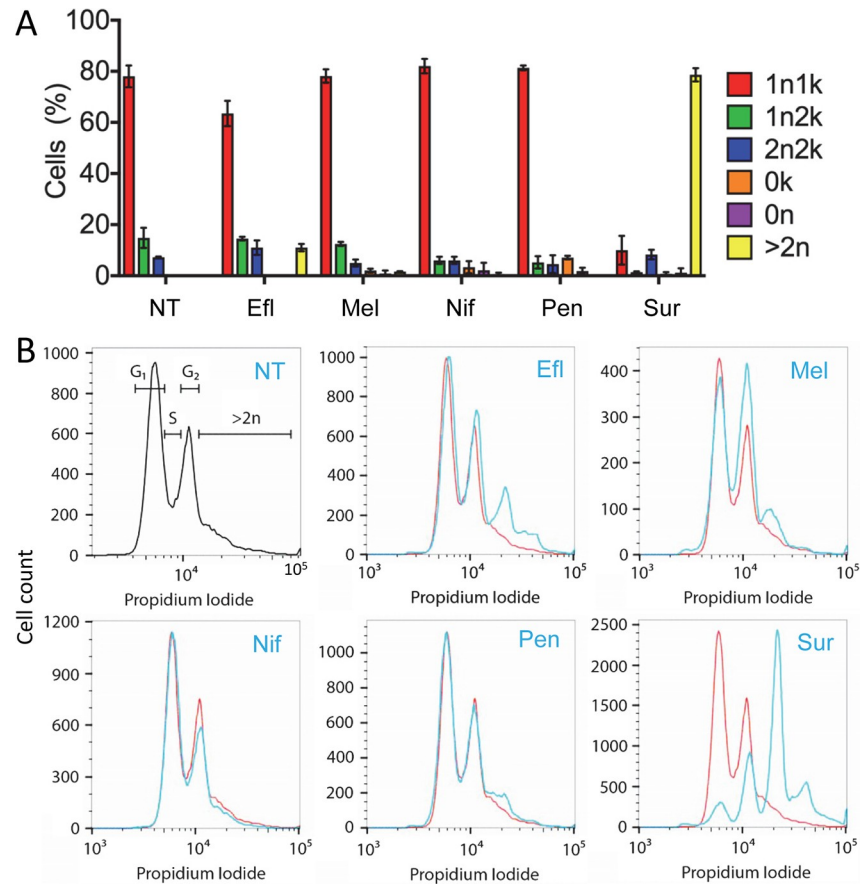 A
Cells (%)
100
80
60
40
20
0
NT Efl Mel Nif Pen Sur
1n1k
1n2k
2n2k
0k
0n
>2n
B
Cell count
NT
G1 G2
S >2n
1000
800
600
400
200
0
10^4 10^5
Propidium Iodide
Efl
1000
800
600
400
200
0
10^3 10^4 10^5
Propidium Iodide
Mel
400
300
200
100
0
10^3 10^4 10^5
Propidium Iodide
Nif
1200
900
600
300
0
10^3 10^4 10^5
Propidium Iodide
Pen
1000
800
600
400
200
0
10^3 10^4 10^5
Propidium Iodide
Sur
2500
2000
1500
1000
500
0
10^3 10^4 10^5
Propidium Iodide